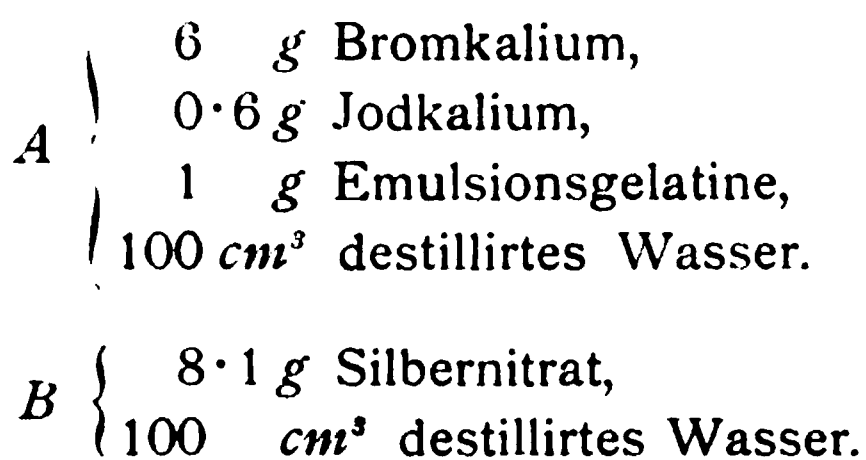 6 g Bromkalium,
0·6 g Jodkalium,
A
1 g Emulsionsgelatine,
100 cm³ destillirtes Wasser.
8·1 g Silbernitrat,
B
100 cm³ destillirtes Wasser.